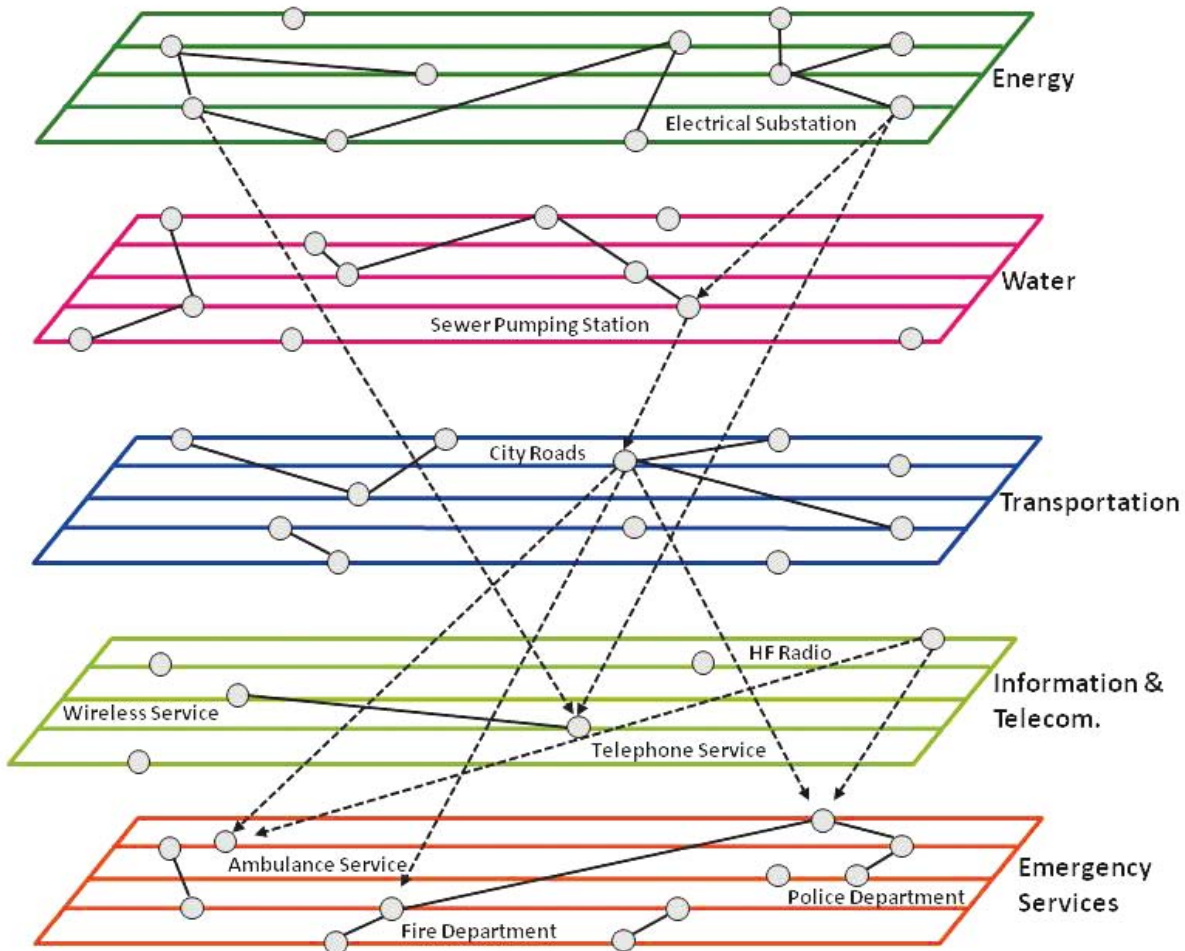 Energy
Electrical Substation
Water
Sewer Pumping Station
City Roads
Transportation
HF Radio
Information &
Telecom.
Wireless Service
Telephone Service
Ambulance Service
Emergency
Services
Police Department
Fire Department